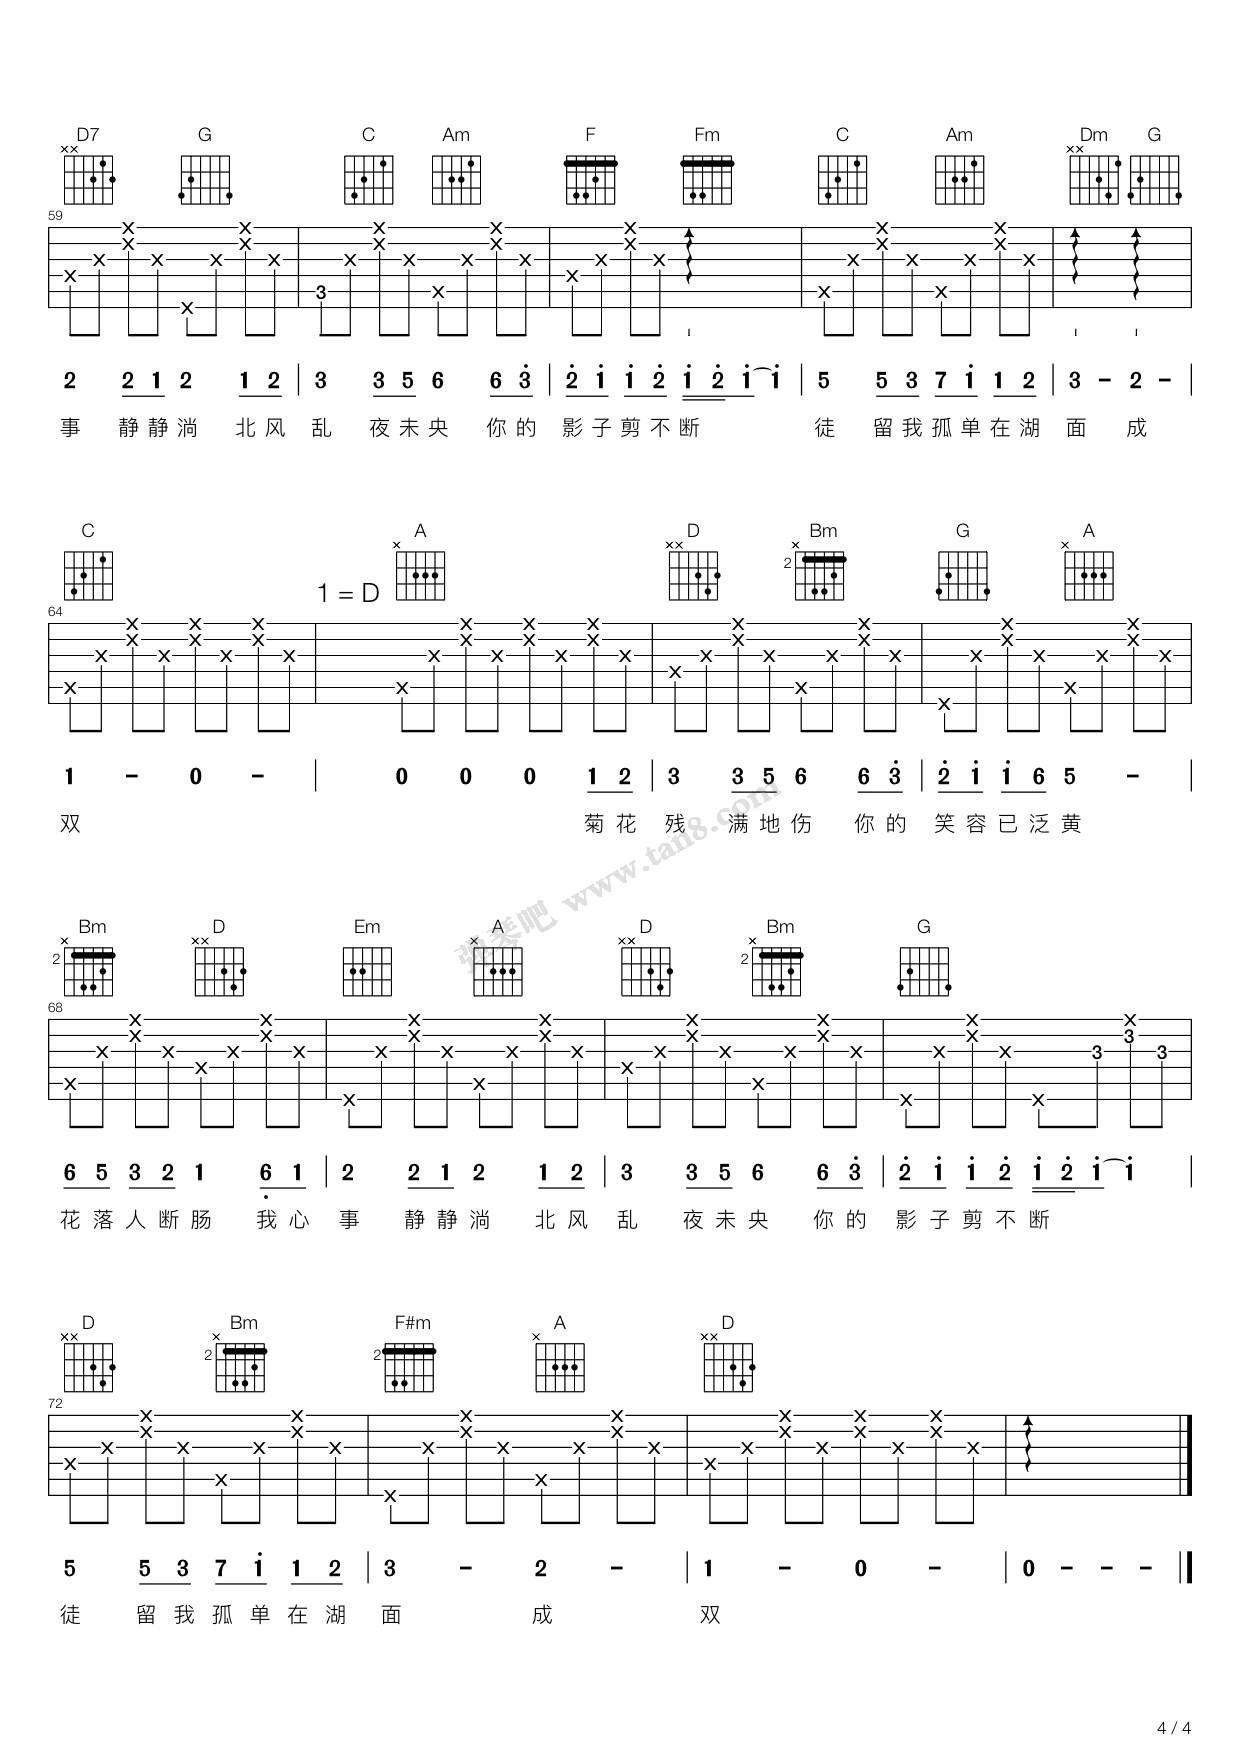 D7 G C Am F Fm C Am Dm G
59
3
2 2 1 2 1 2 | 3 3 5 6 6 3 | 2 1 1 2 1 2 1 1 | 5 5 3 7 1 1 2 | 3 - 2 - |
事 静静淌 北风乱 夜未央 你的影子剪不断 徒 留我孤单在湖面 成
C A D Bm G A
2
1 = D
64
1 - 0 - | 0 0 0 1 2 | 3 3 5 6 6 3 | 2 1 1 6 5 - |
双 菊花残 满地伤 你的笑容已泛黄
弹琴吧 www.tan8.com
Bm D Em A D Bm G
2 2
68
3 3 3
6 5 3 2 1 6 1 | 2 2 1 2 1 2 | 3 3 5 6 6 3 | 2 1 1 2 1 2 1 1 |
花落人断肠 我心事 静静淌 北风乱 夜未央 你的影子剪不断
D Bm F#m A D
2 2
72
5 5 3 7 1 1 2 | 3 - 2 - | 1 - 0 - | 0 - - - |
徒 留我孤单在湖面 成 双
4 / 4